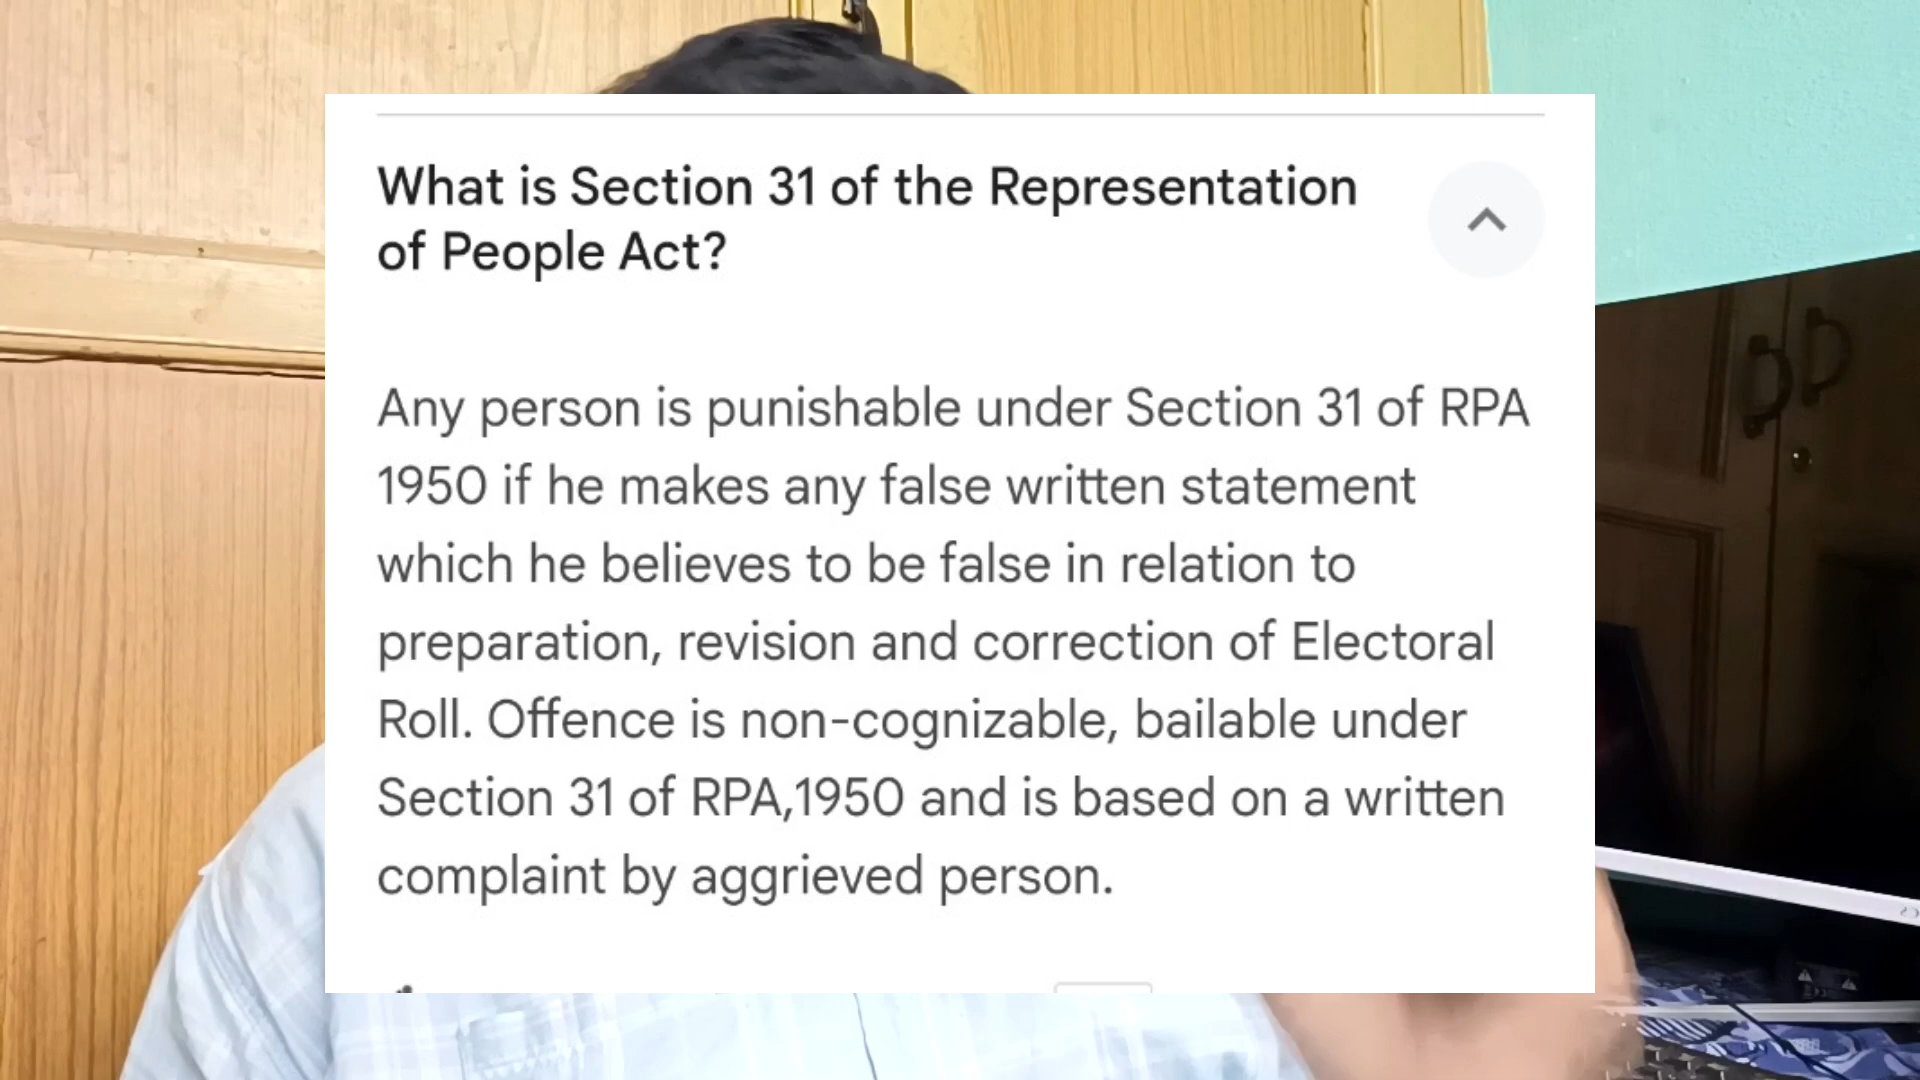 What is Section 31 of the Representation
of People Act?
Any person is punishable under Section 31 of RPA
1950 if he makes any false written statement
which he believes to be false in relation to
preparation, revision and correction of Electoral
Roll. Offence is non-cognizable, bailable under
Section 31 of RPA,1950 and is based on a written
complaint by aggrieved person.